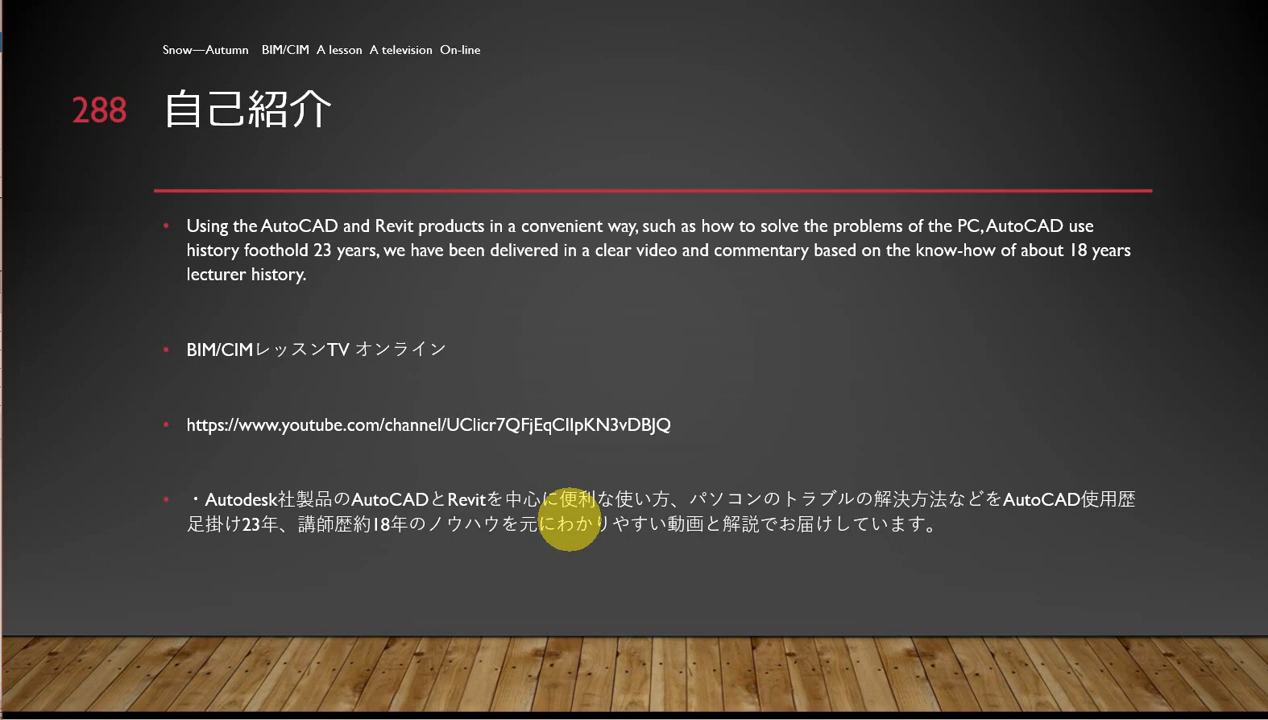 Snow—Autumn BIM/CIM A lesson A television On-line
288 自己紹介
• Using the AutoCAD and Revit products in a convenient way, such as how to solve the problems of the PC, AutoCAD use
history foothold 23 years, we have been delivered in a clear video and commentary based on the know-how of about 18 years
lecturer history.
• BIM/CIMレッスンTV オンライン
• https://www.youtube.com/channel/UClicr7QFjEqCIlpKN3vDBJQ
• ・Autodesk社製品のAutoCADとRevitを中心に便利な使い方、パソコンのトラブルの解決方法などをAutoCAD使用歴
足掛け23年、講師歴約18年のノウハウを元にわかりやすい動画と解説でお届けしています。